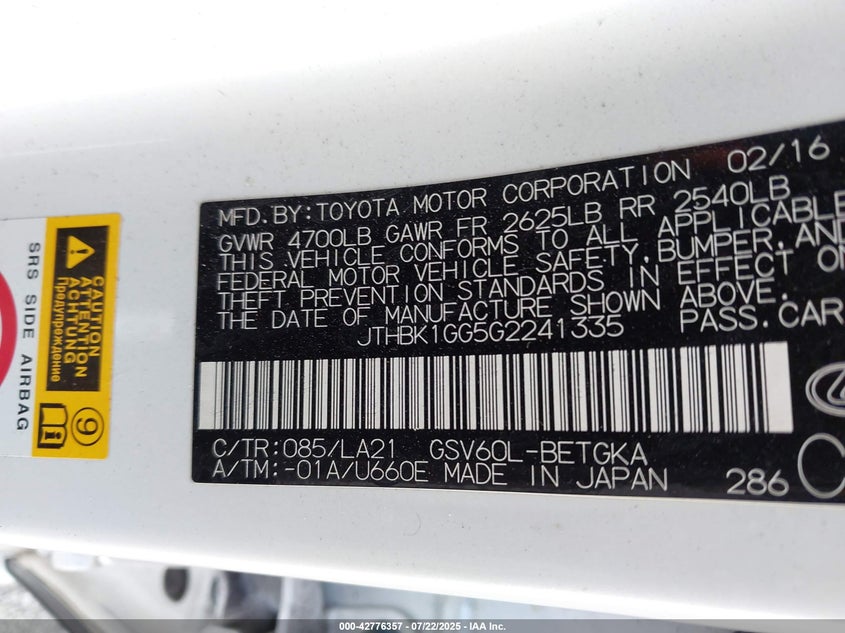 MFD. BY: TOYOTA MOTOR CORPORATION 02/16
GVWR 4700LB GAWR FR 2625LB RR 2540LB
THIS VEHICLE CONFORMS TO ALL APPLICABLE
FEDERAL MOTOR VEHICLE SAFETY, BUMPER, AND
THEFT PREVENTION STANDARDS IN EFFECT ON
THE DATE OF MANUFACTURE SHOWN ABOVE.
JTHBK1GG5G2241335 PASS. CAR
C/TR: 085/LA21 GSV60L-BETGKA
A/TM: -01A/U660E MADE IN JAPAN 286
SRS SIDE AIRBAG
CAUTION
ATTENTION
ACHTUNG
Предупреждение
9
000-42776357 - 07/22/2025 - IAA Inc.